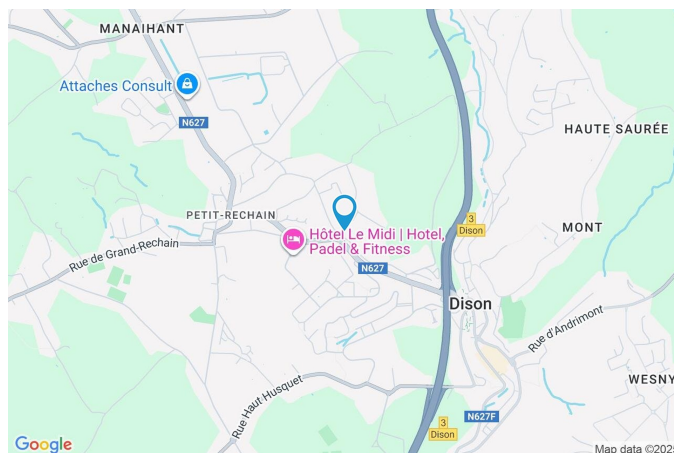 MANAIHANT
Attaches Consult
N627
HAUTE SAURÉE
PETIT-RECHAIN
3
Dison
MONT
Hôtel Le Midi | Hotel,
Padel & Fitness
Rue de Grand-Rechain
N627
Dison
Rue d'Andrimont
WESNY
Rue Haut Husquet
N627F
3
Dison
Google
Map data ©2025